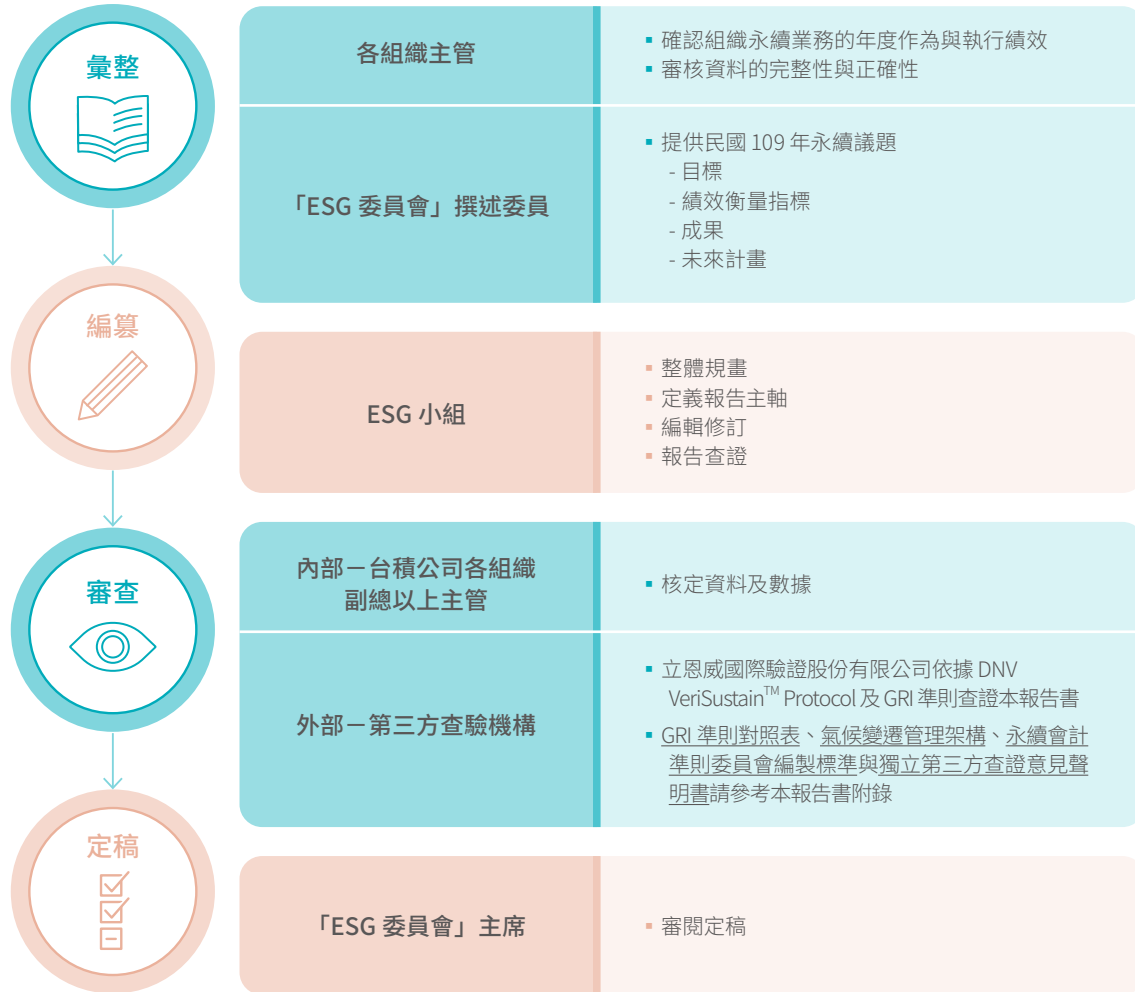 彙整
各組織主管
▪ 確認組織永續業務的年度作為與執行績效
▪ 審核資料的完整性與正確性
「ESG 委員會」撰述委員
▪ 提供民國 109 年永續議題
- 目標
- 績效衡量指標
- 成果
- 未來計畫
編篡
ESG 小組
▪ 整體規畫
▪ 定義報告主軸
▪ 編輯修訂
▪ 報告查證
審查
內部－台積公司各組織
副總以上主管
▪ 核定資料及數據
外部－第三方查驗機構
▪ 立恩威國際驗證股份有限公司依據 DNV
VeriSustain™ Protocol 及 GRI 準則查證本報告書
▪ GRI 準則對照表、氣候變遷管理架構、永續會計
準則委員會編製標準與獨立第三方查證意見聲
明書請參考本報告書附錄
定稿
「ESG 委員會」主席
▪ 審閱定稿